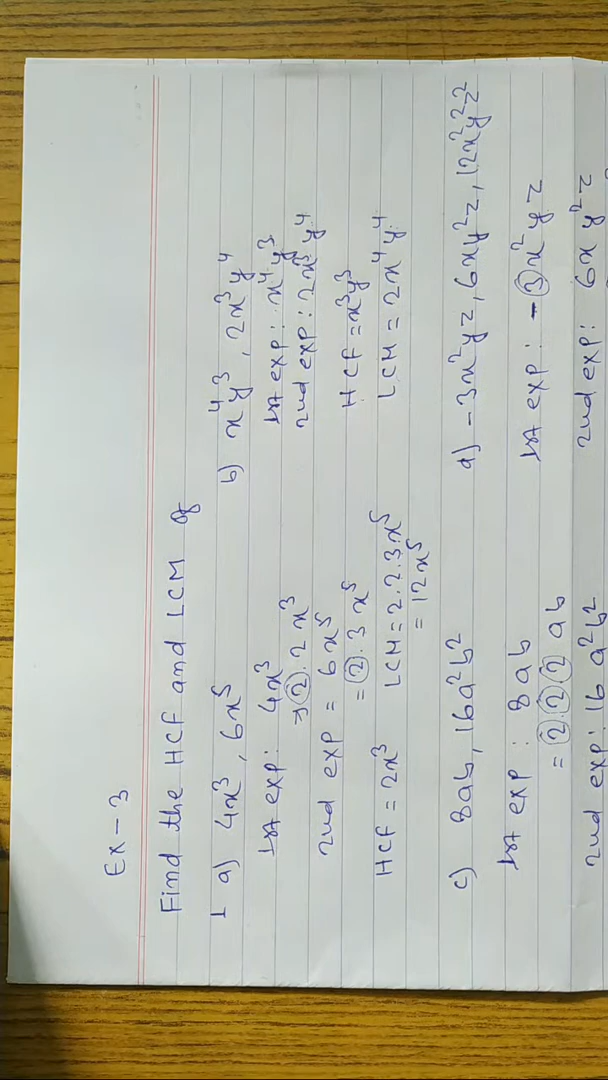 Ex - 3
Find the HCF and LCM of
1 a) 4x³, 6x⁵
1st exp: 4x³
→ 2.2x³
2nd exp = 6x⁵
= 2.3x⁵
HCF = 2x³
LCM = 2.2.3x⁵
= 12x⁵
b) x⁴y³, 2x³y⁴
1st exp: x⁴y³
2nd exp: 2x³y⁴
HCF = x³y³
LCM = 2x⁴y⁴
c) 8ab, 16a²b²
1st exp: 8ab
= 2.2.2ab
2nd exp: 16a²b²
d) -3x²yz, 6xy²z, 12x²y²z²
1st exp: -3x²yz
2nd exp: 6xy²z